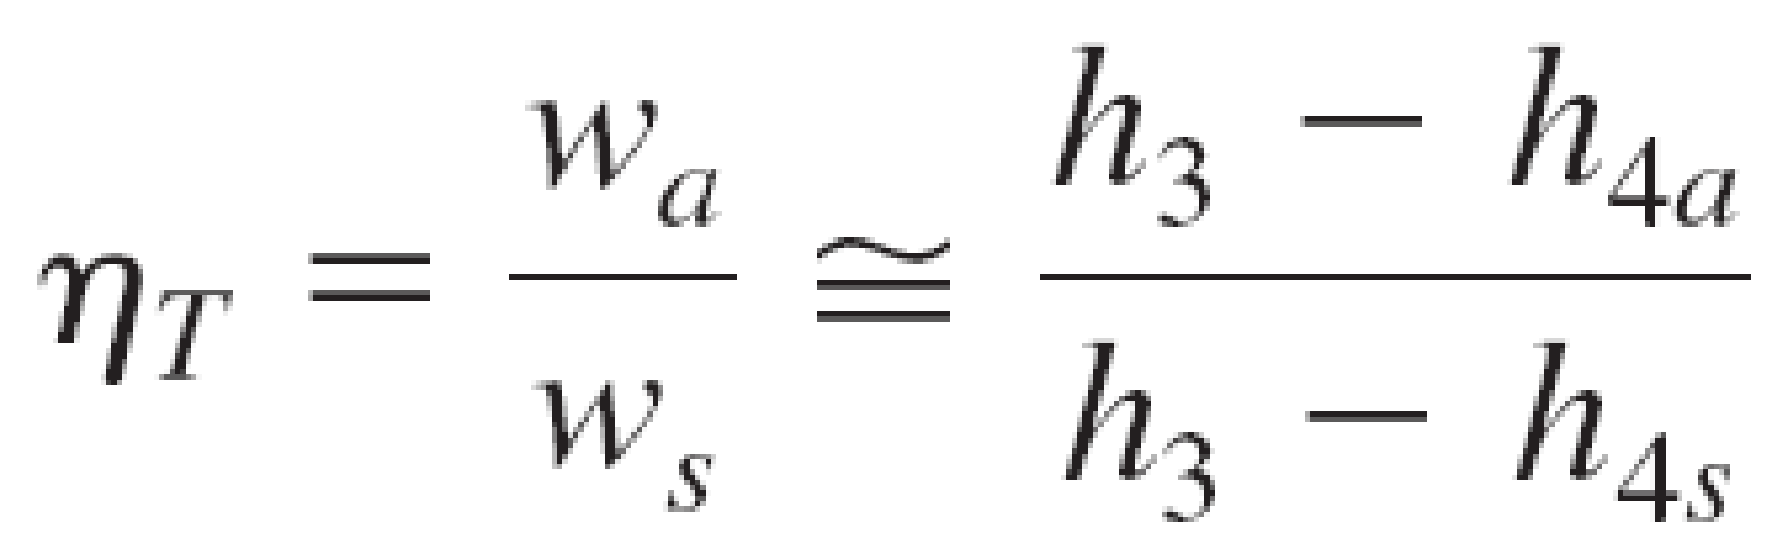 η_T = w_a / w_s ≅ (h_3 − h_4a) / (h_3 − h_4s)